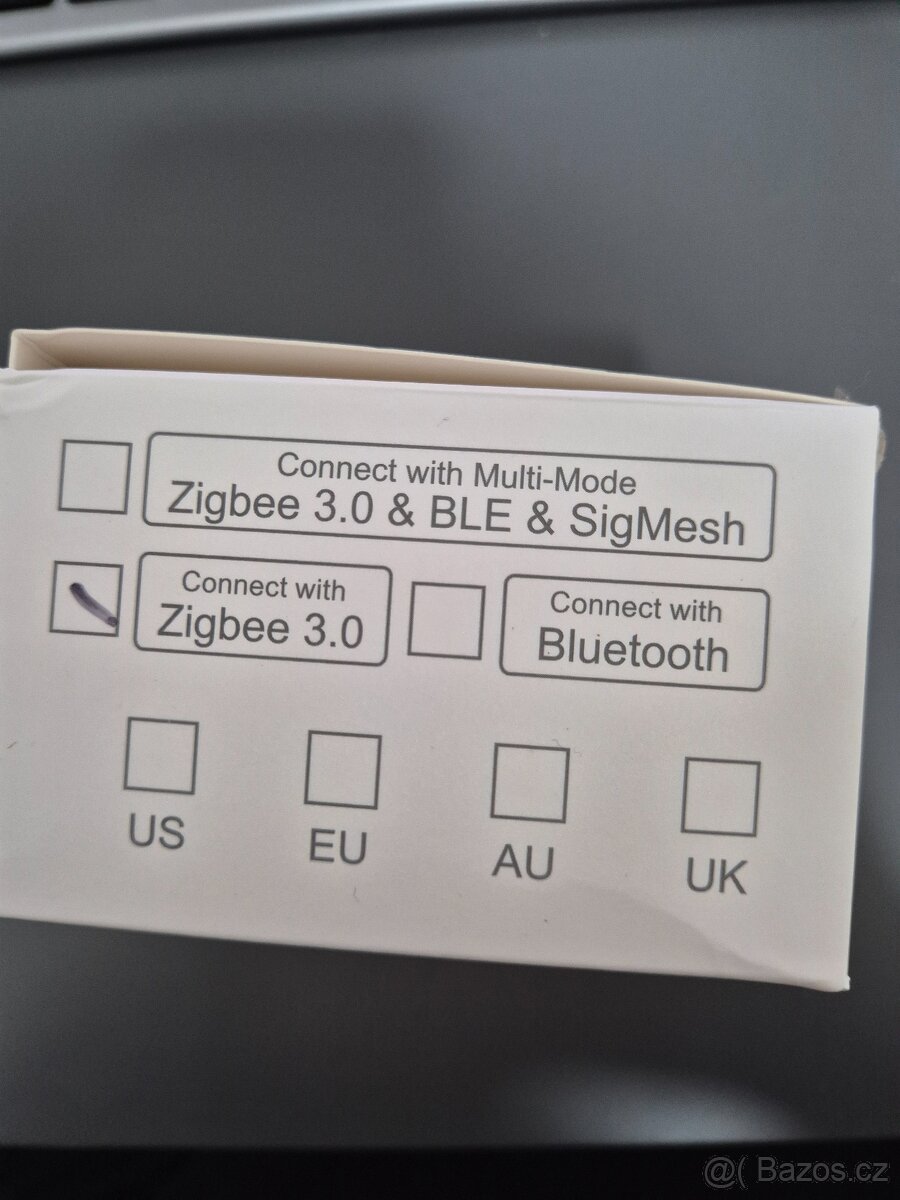 Connect with Multi-Mode
Zigbee 3.0 & BLE & SigMesh
Connect with
Zigbee 3.0
Connect with
Bluetooth
US
EU
AU
UK
@( Bazos.cz